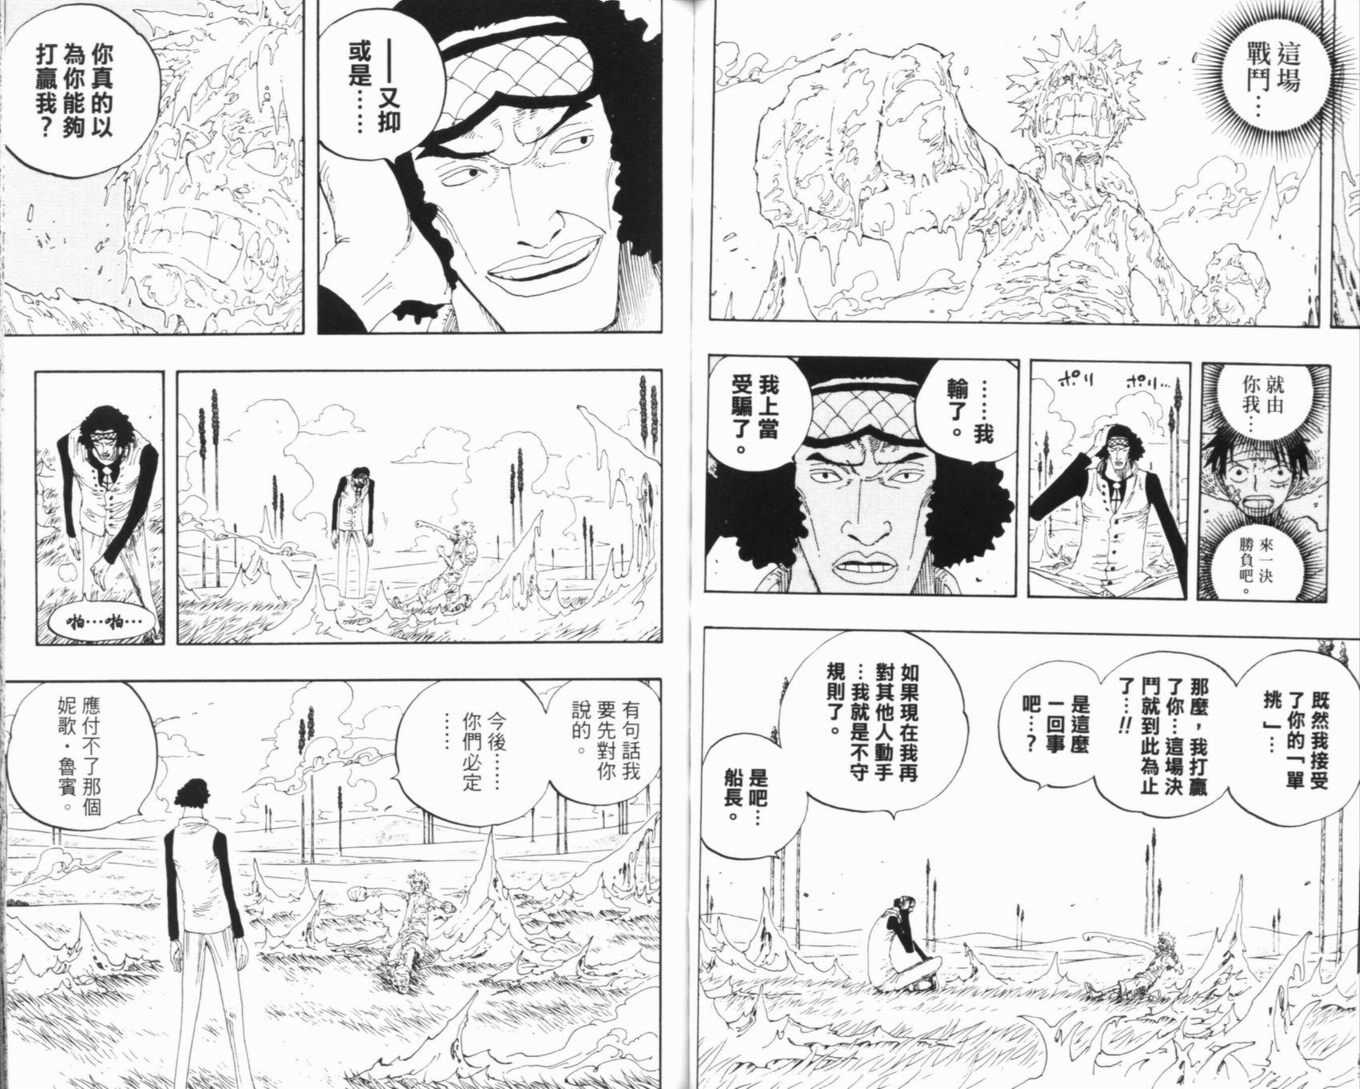 這場
戰鬥…
就由
你我…
來一決
勝負吧。
ポリ
ポリ…
……我
輸了。
我上當
受騙了。
既然我接受
了你的「單
挑」…
那麼，我打贏
了你…這場決
鬥就到此為止
了…!!
是這麼
一回事
吧…?
如果現在我再
對其他人動手
…我就是不守
規則了。
是吧…
船長。
——又抑
或是……
你真的以
為你能夠
打贏我？
啪…啪…
有句話我
要先對你
說的。
今後……
你們必定
……
應付不了那個
妮歌・魯賓。